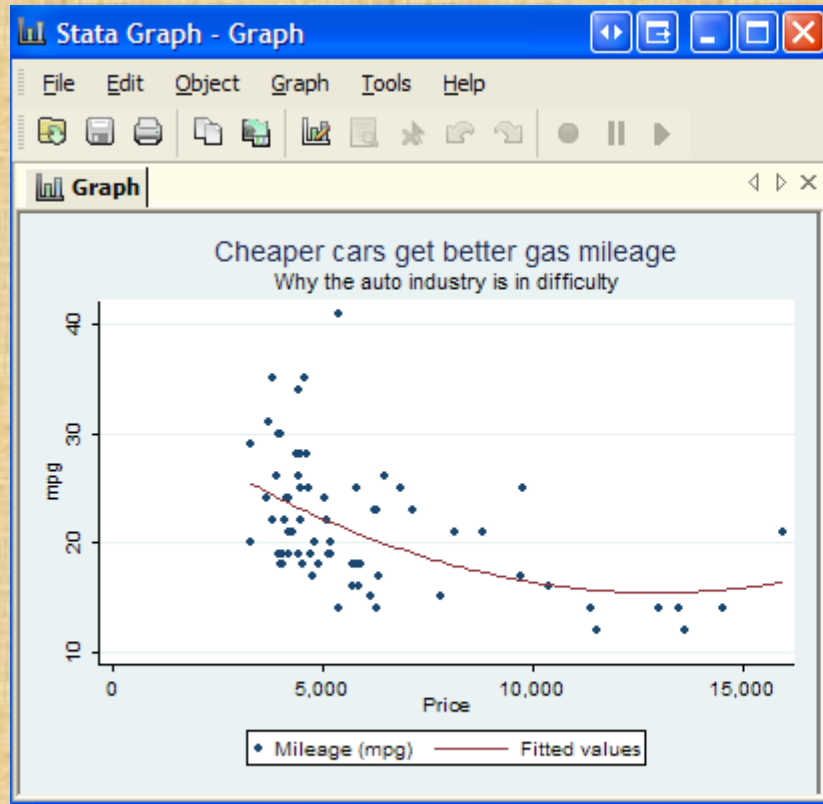 Stata Graph - Graph
File Edit Object Graph Tools Help
Graph
Cheaper cars get better gas mileage
Why the auto industry is in difficulty
40
30
20
10
mpg
0 5,000 10,000 15,000
Price
Mileage (mpg) Fitted values